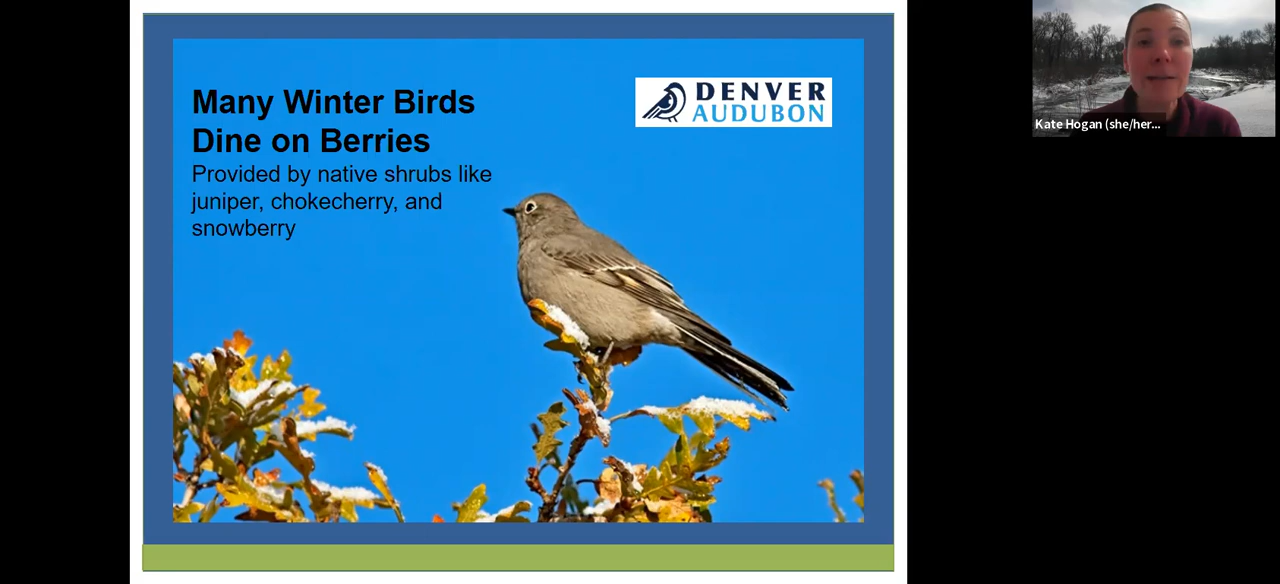 Many Winter Birds
Dine on Berries
Provided by native shrubs like
juniper, chokecherry, and
snowberry
DENVER
AUDUBON
Kate Hogan (she/her...